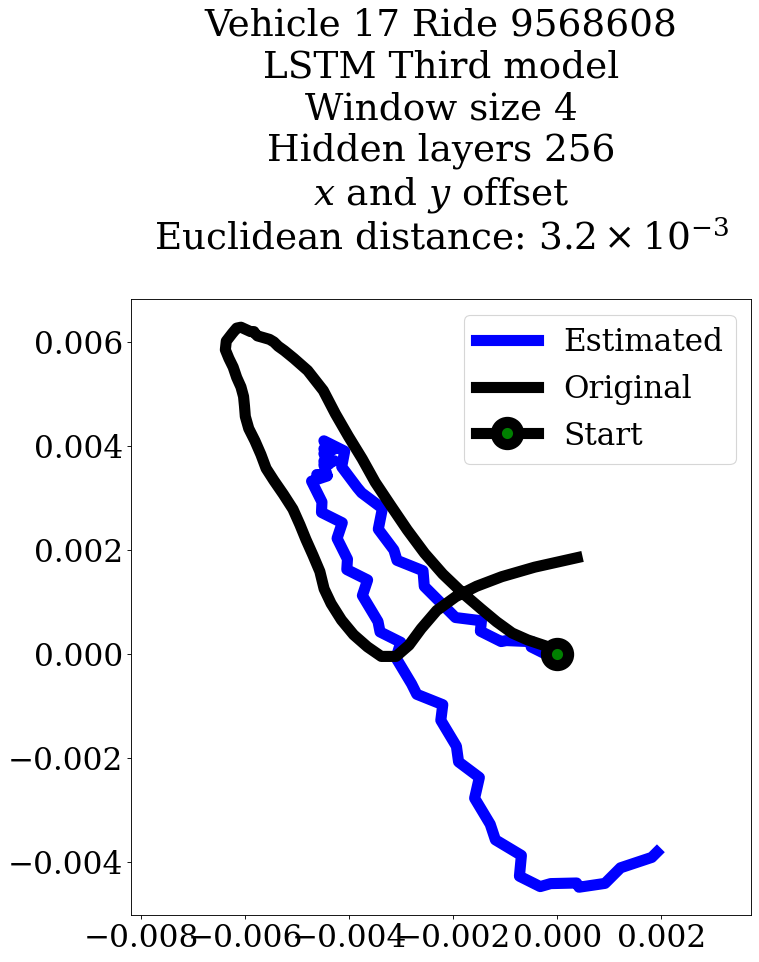 Vehicle 17 Ride 9568608
LSTM Third model
Window size 4
Hidden layers 256
x and y offset
Euclidean distance: 3.2 × 10⁻³
Estimated
Original
Start
0.006
0.004
0.002
0.000
−0.002
−0.004
−0.008 −0.006 −0.004 −0.002 0.000 0.002